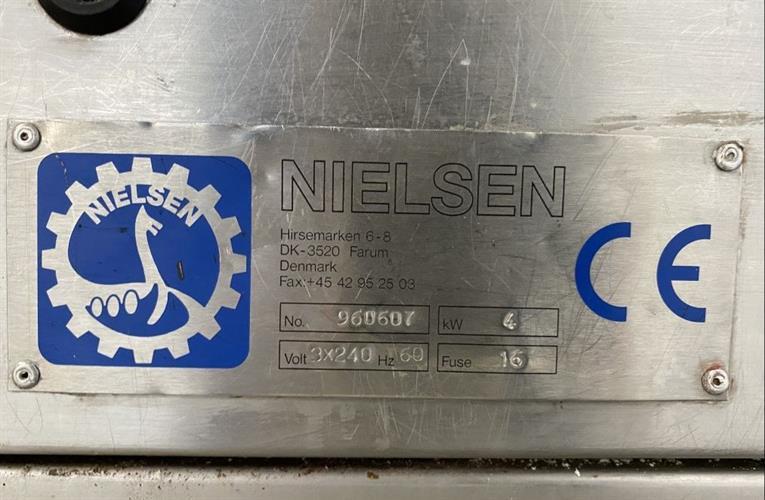 NIELSEN
NIELSEN
Hirsemarken 6-8
DK-3520 Farum
Denmark
Fax:+45 42 95 25 03
No. 960607 kW 4
Volt 3X240 Hz 60 Fuse 16
CE